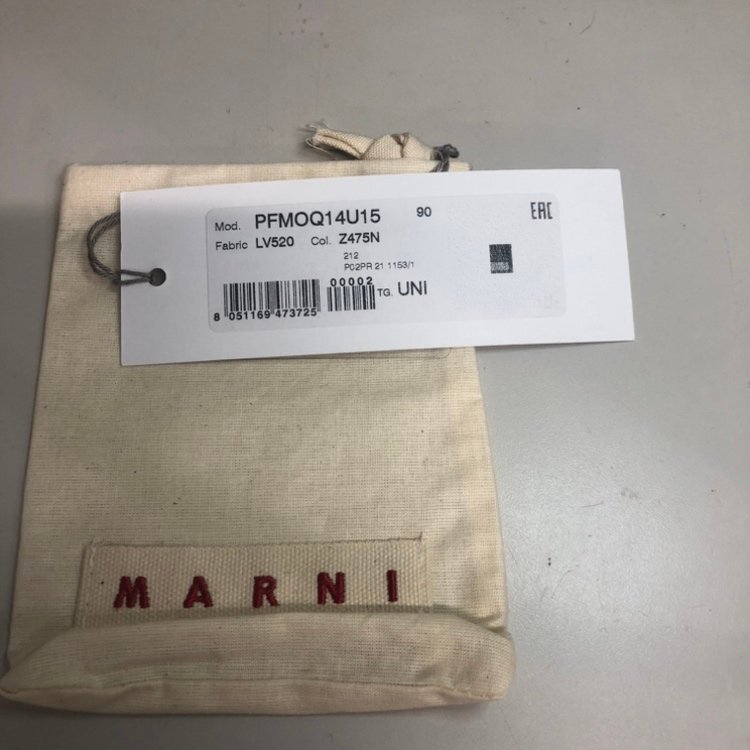 Mod. PFMOQ14U15 90 EAC
Fabric LV520 Col. Z475N
212
P02PR 21 1153/1
00002
TG. UNI
8 051169 473725
MARNI